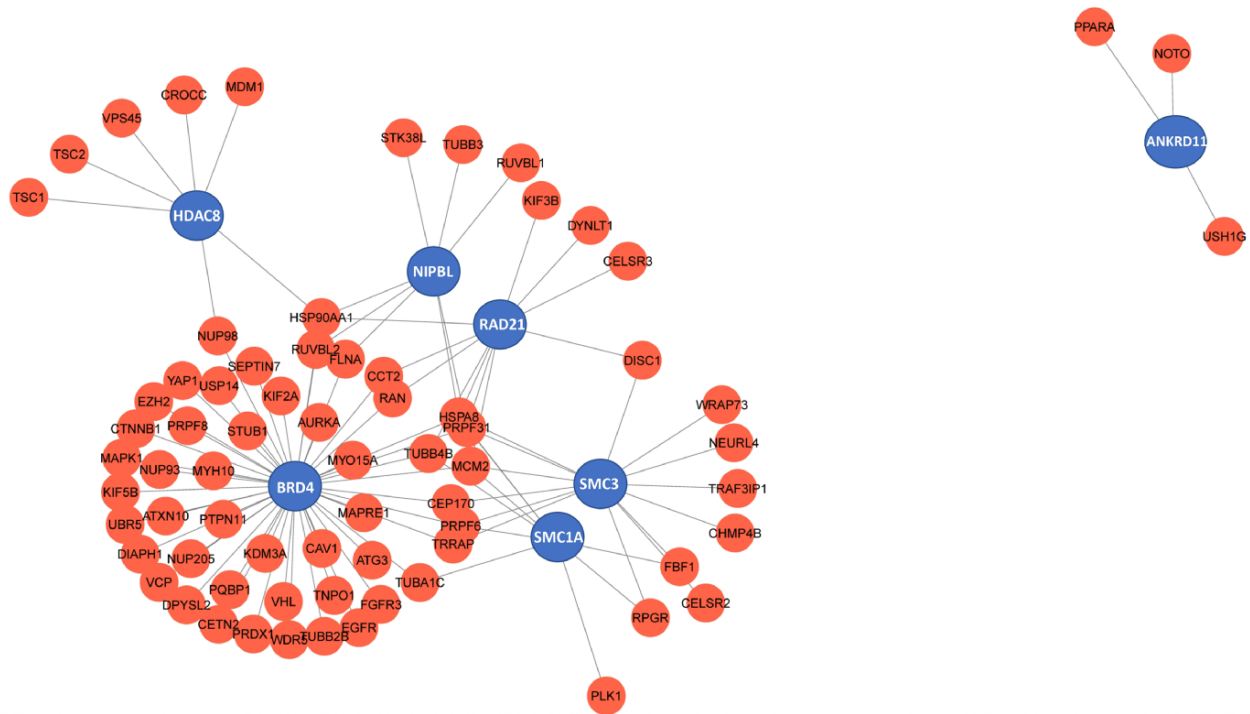 PPARA
NOTO
MDM1
CROCC
VPS45
STK38L
TUBB3
ANKRD11
TSC2
RUVBL1
TSC1
KIF3B
HDAC8
DYNLT1
USH1G
CELSR3
NIPBL
HSP90AA1
RAD21
NUP98
RUVBL2
FLNA
DISC1
SEPTIN7
YAP1
USP14
CCT2
KIF2A
RAN
EZH2
WRAP73
HSPA8
CTNNB1
PRPF8
STUB1
AURKA
PRPF31
NEURL4
MAPK1
NUP93
MYH10
MYO15A
TUBB4B
MCM2
BRD4
SMC3
TRAF3IP1
KIF5B
CEP170
ATXN10
PTPN11
MAPRE1
UBR5
PRPF6
SMC1A
CHMP4B
DIAPH1
NUP205
KDM3A
CAV1
ATG3
TRRAP
FBF1
VCP
PQBP1
TUBA1C
DPYSL2
VHL
TNPO1
FGFR3
CELSR2
CETN2
RPGR
PRDX1
WDR5
TUBB2B
EGFR
PLK1